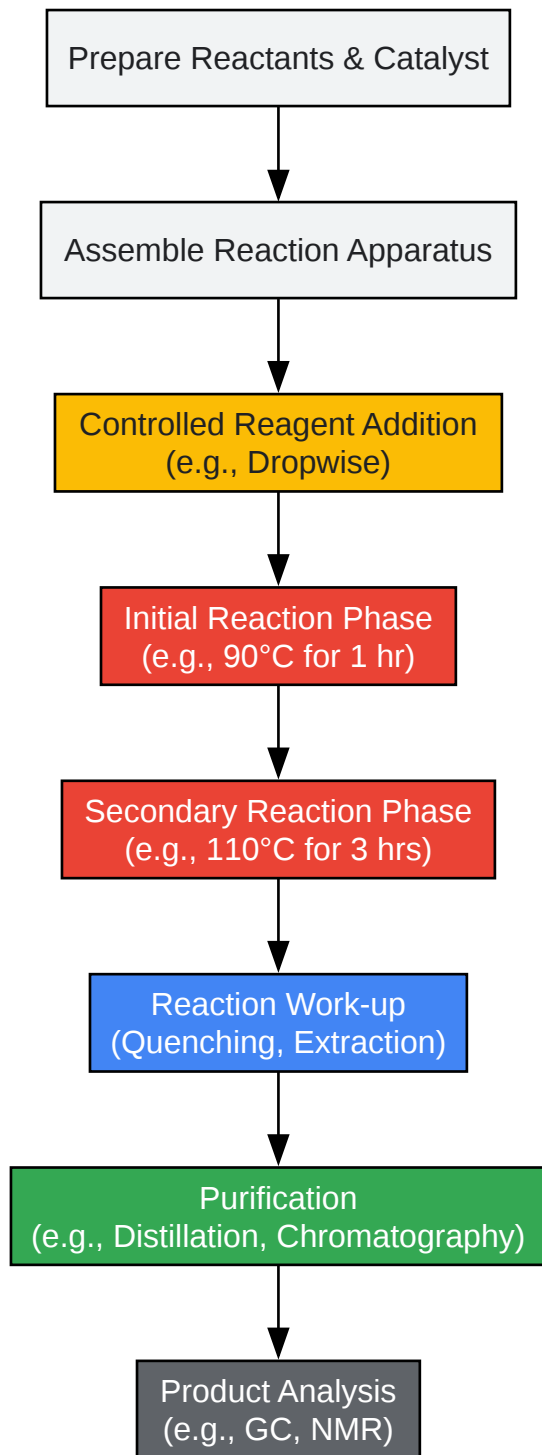 Prepare Reactants & Catalyst
Assemble Reaction Apparatus
Controlled Reagent Addition
(e.g., Dropwise)
Initial Reaction Phase
(e.g., 90°C for 1 hr)
Secondary Reaction Phase
(e.g., 110°C for 3 hrs)
Reaction Work-up
(Quenching, Extraction)
Purification
(e.g., Distillation, Chromatography)
Product Analysis
(e.g., GC, NMR)